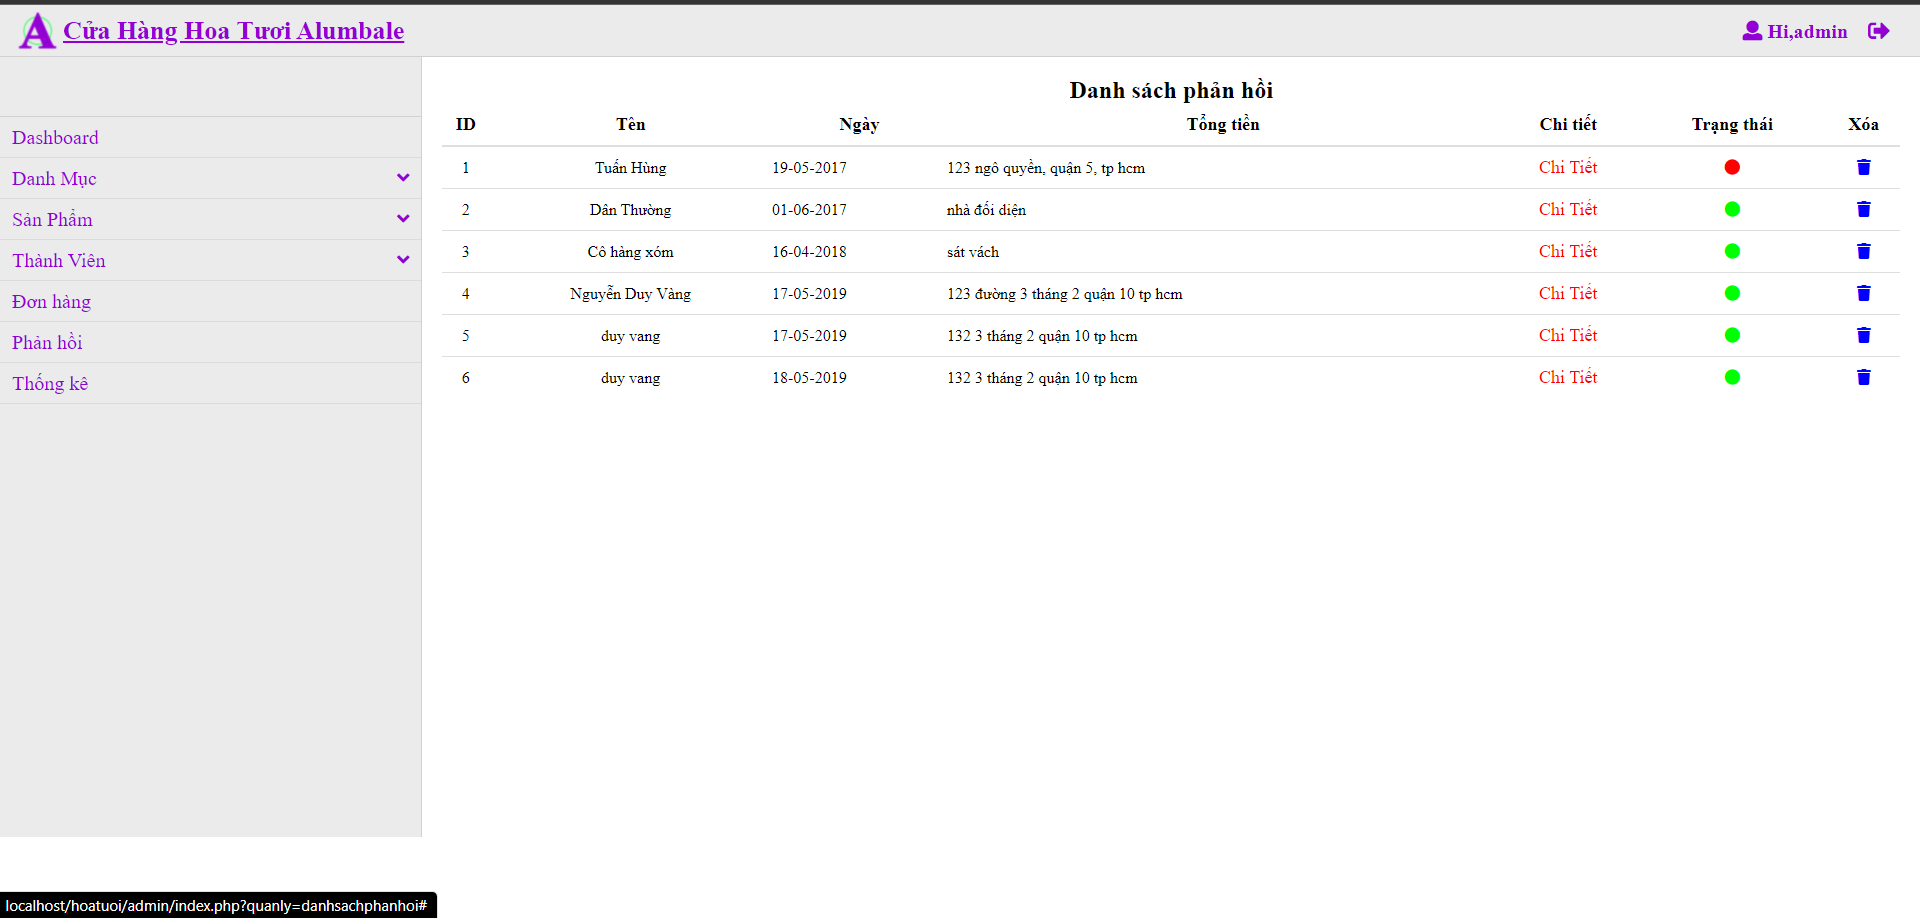 A Cửa Hàng Hoa Tươi Alumbale
Hi,admin
Dashboard
Danh Mục
Sản Phẩm
Thành Viên
Đơn hàng
Phản hồi
Thống kê
Danh sách phản hồi
ID Tên Ngày Tổng tiền Chi tiết Trạng thái Xóa
1 Tuấn Hùng 19-05-2017 123 ngô quyền, quận 5, tp hcm Chi Tiết
2 Dân Thường 01-06-2017 nhà đối diện Chi Tiết
3 Cô hàng xóm 16-04-2018 sát vách Chi Tiết
4 Nguyễn Duy Vàng 17-05-2019 123 đường 3 tháng 2 quận 10 tp hcm Chi Tiết
5 duy vang 17-05-2019 132 3 tháng 2 quận 10 tp hcm Chi Tiết
6 duy vang 18-05-2019 132 3 tháng 2 quận 10 tp hcm Chi Tiết
localhost/hoatuoi/admin/index.php?quanly=danhsachphanhoi#